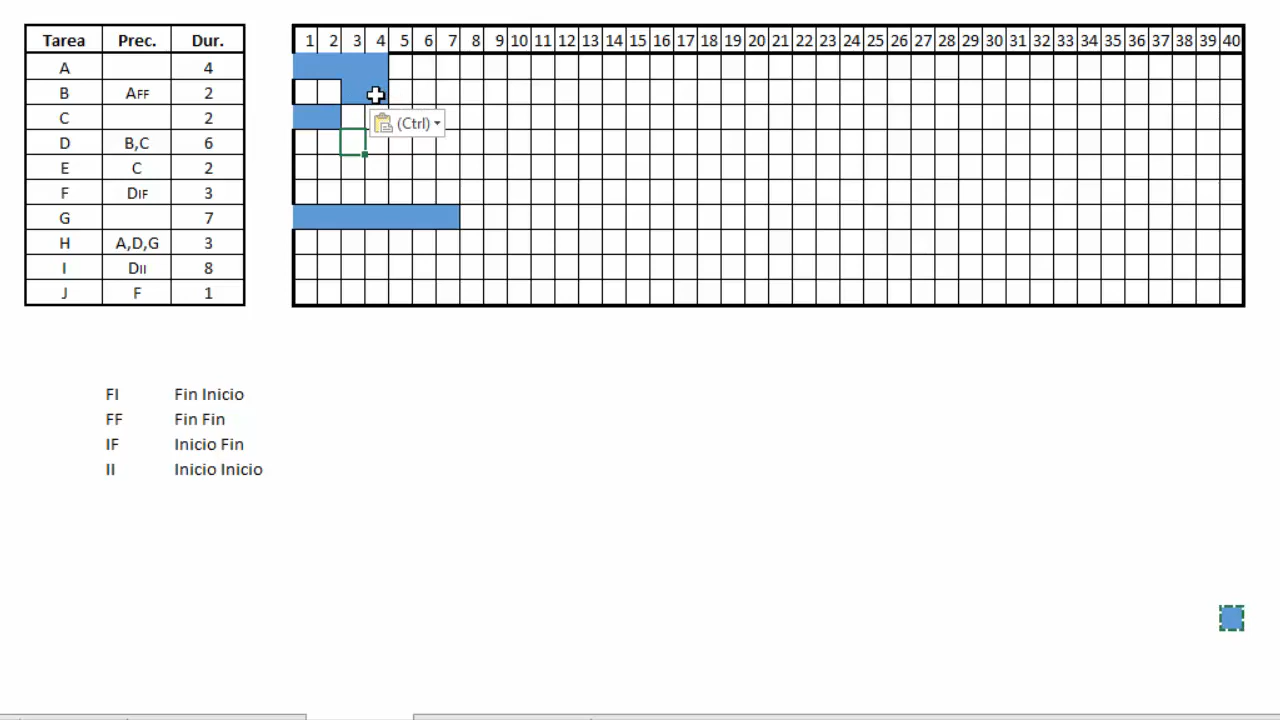 Tarea Prec. Dur. 1 2 3 4 5 6 7 8 9 10 11 12 13 14 15 16 17 18 19 20 21 22 23 24 25 26 27 28 29 30 31 32 33 34 35 36 37 38 39 40
A 4
B AFF 2
C 2
(Ctrl)
D B,C 6
E C 2
F DIF 3
G 7
H A,D,G 3
I DII 8
J F 1
FI Fin Inicio
FF Fin Fin
IF Inicio Fin
II Inicio Inicio